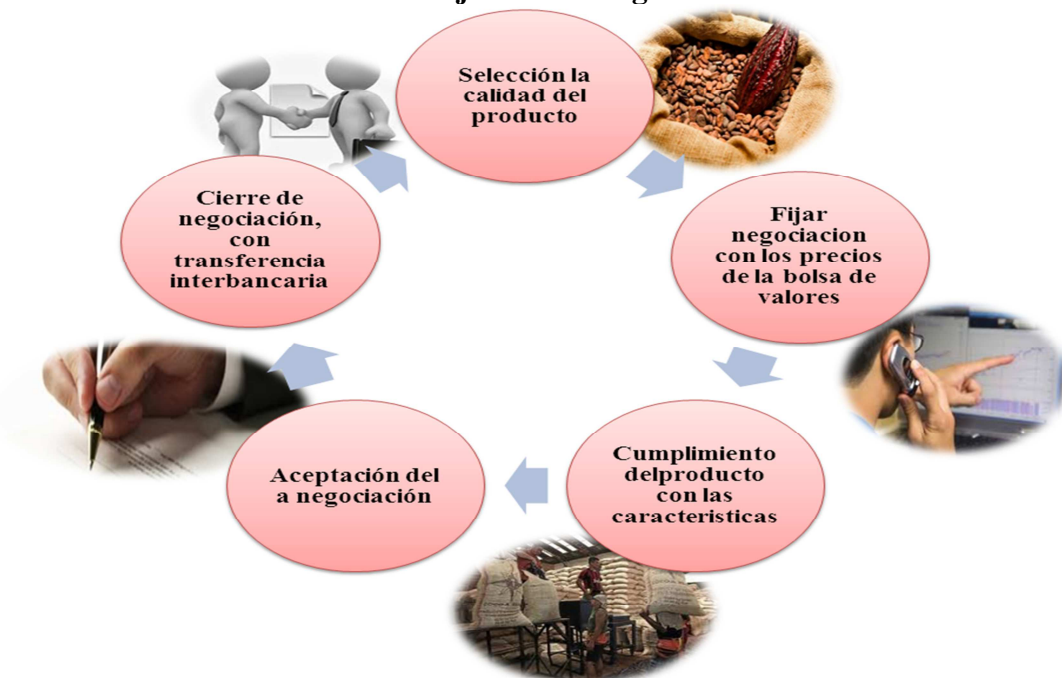 Selección la
calidad del
producto
Fijar
negociacion
con los precios
de la bolsa de
valores
Cumplimiento
delproducto
con las
caracteristicas
Aceptación del
a negociación
Cierre de
negociación,
con
transferencia
interbancaria